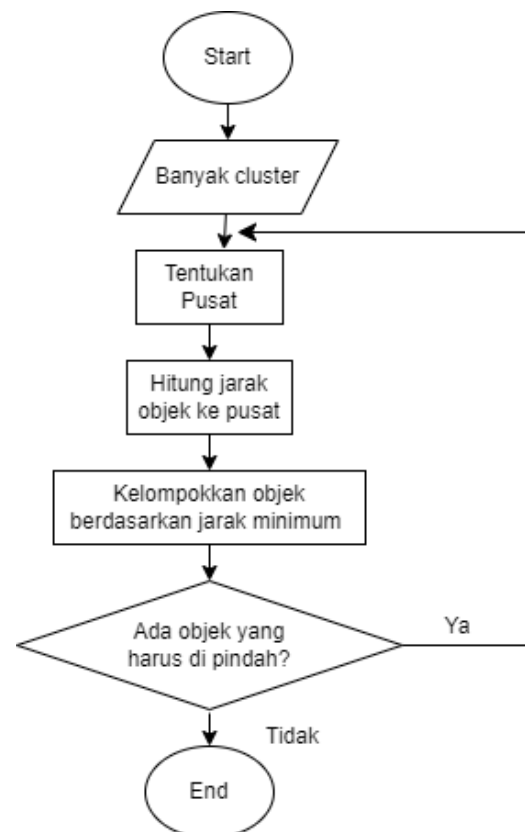 Start
Banyak cluster
Tentukan
Pusat
Hitung jarak
objek ke pusat
Kelompokkan objek
berdasarkan jarak minimum
Ada objek yang
harus di pindah?
Ya
Tidak
End